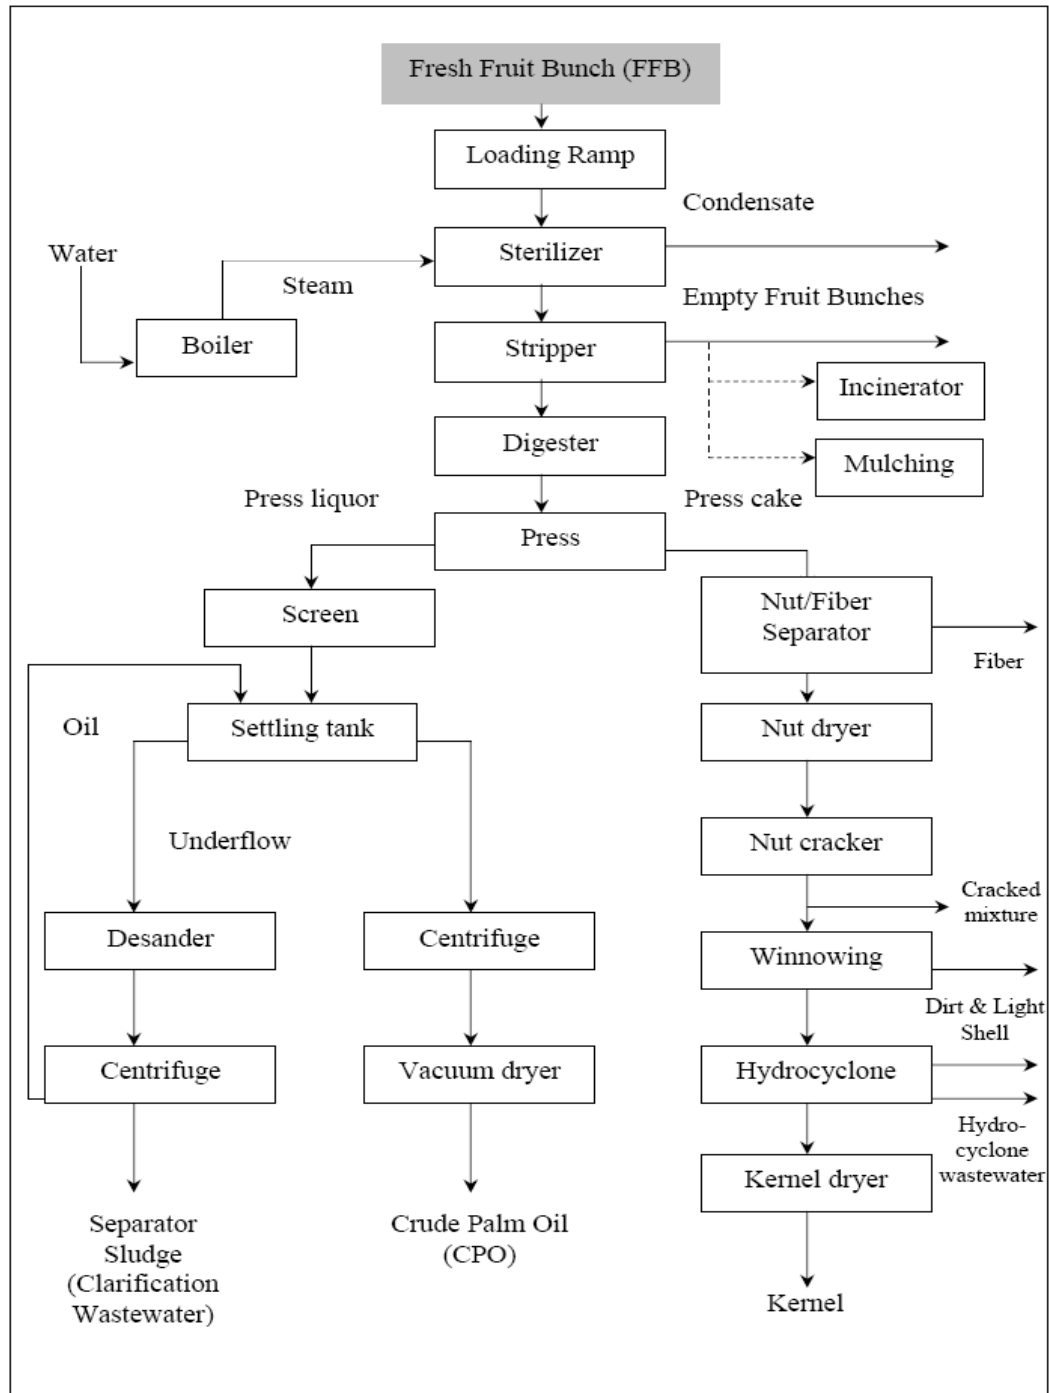 Fresh Fruit Bunch (FFB)
Loading Ramp
Condensate
Water
Sterilizer
Steam
Empty Fruit Bunches
Boiler
Stripper
Incinerator
Digester
Mulching
Press liquor
Press cake
Press
Screen
Nut/Fiber
Separator
Fiber
Oil
Settling tank
Nut dryer
Underflow
Nut cracker
Cracked
mixture
Desander
Centrifuge
Winnowing
Dirt & Light
Shell
Centrifuge
Vacuum dryer
Hydrocyclone
Hydro-
cyclone
wastewater
Kernel dryer
Separator
Sludge
(Clarification
Wastewater)
Crude Palm Oil
(CPO)
Kernel